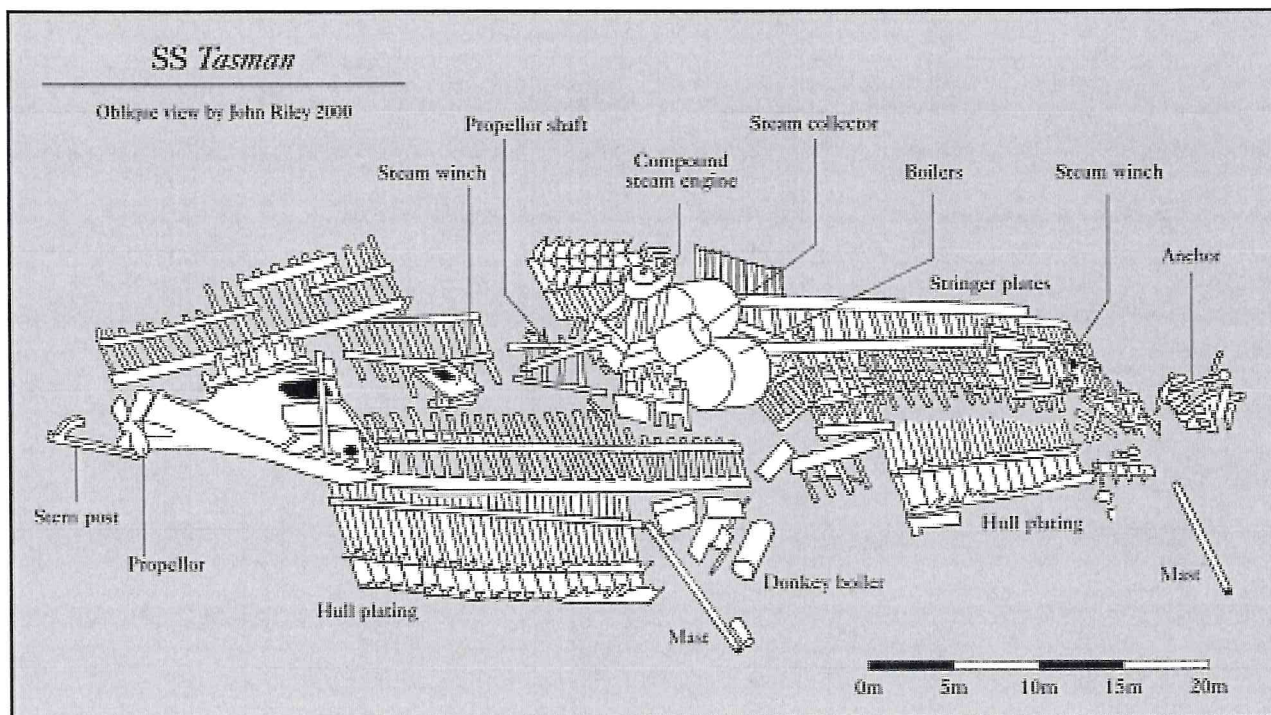 SS Tasman
Oblique view by John Riley 2000
Propellor shaft
Steam collector
Steam winch
Compound
steam engine
Boilers
Steam winch
Anchor
Stringer plates
Stern post
Propellor
Hull plating
Mast
Donkey boiler
Hull plating
Mast
0m 5m 10m 15m 20m